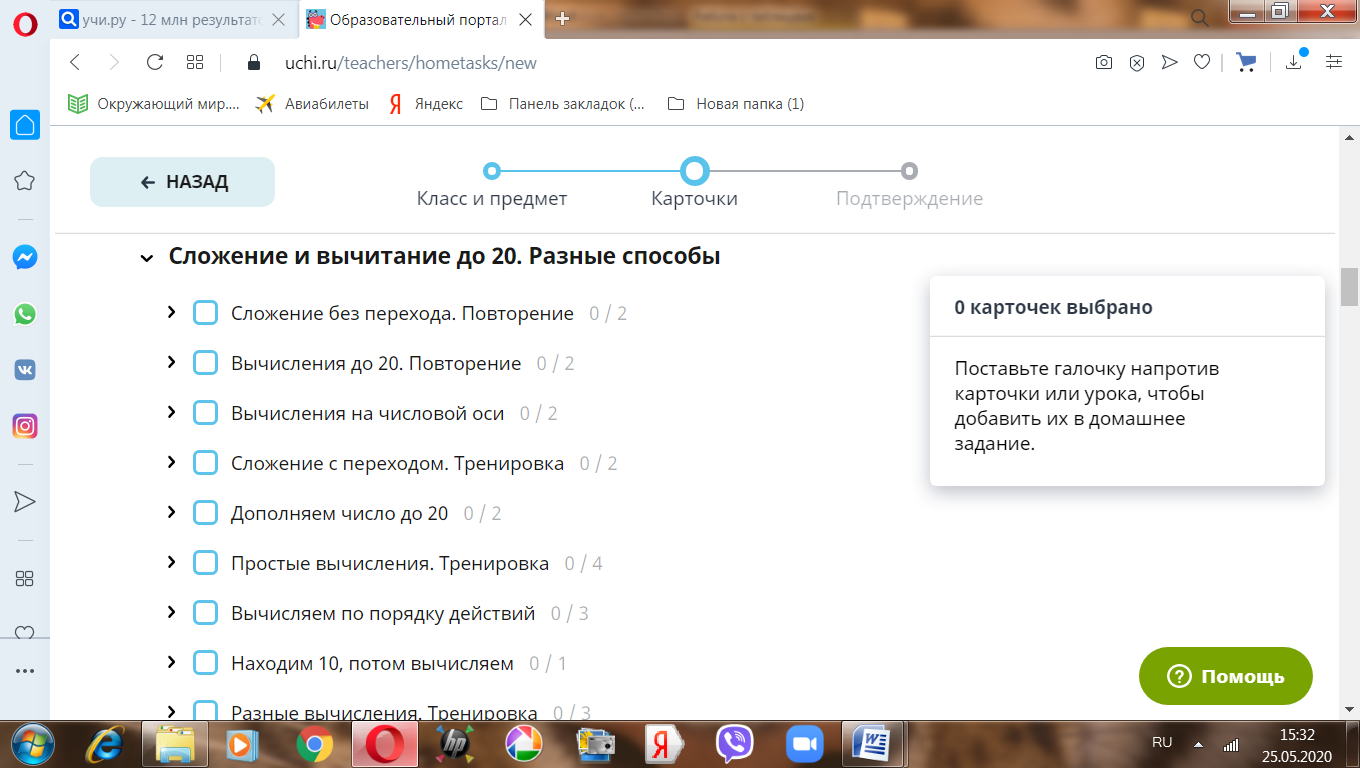 учи.ру - 12 млн результато
Образовательный портал
uchi.ru/teachers/hometasks/new
Окружающий мир....
Авиабилеты
Яндекс
Панель закладок (...
Новая папка (1)
НАЗАД
Класс и предмет
Карточки
Подтверждение
Сложение и вычитание до 20. Разные способы
Сложение без перехода. Повторение 0 / 2
Вычисления до 20. Повторение 0 / 2
Вычисления на числовой оси 0 / 2
Сложение с переходом. Тренировка 0 / 2
Дополняем число до 20 0 / 2
Простые вычисления. Тренировка 0 / 4
Вычисляем по порядку действий 0 / 3
Находим 10, потом вычисляем 0 / 1
Разные вычисления. Тренировка 0 / 3
0 карточек выбрано
Поставьте галочку напротив
карточки или урока, чтобы
добавить их в домашнее
задание.
Помощь
RU
15:32
25.05.2020